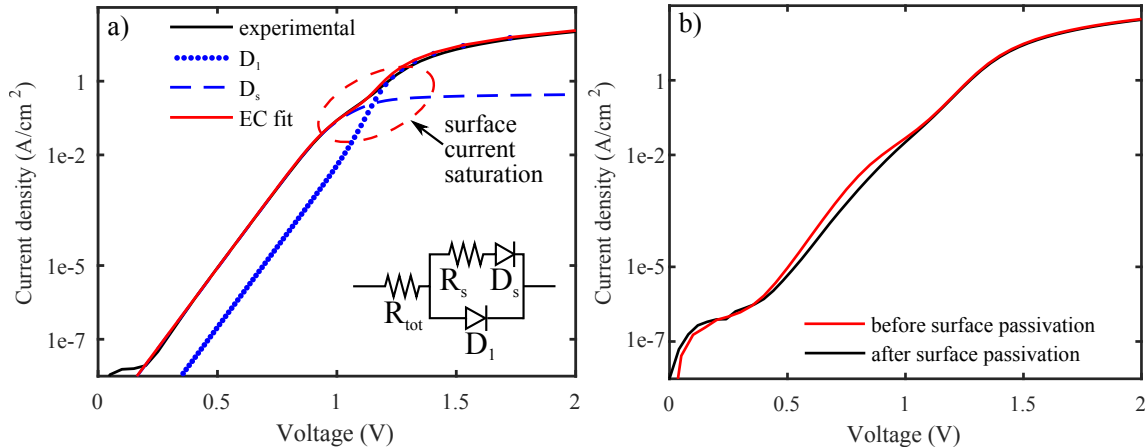 a)
experimental
D₁
Dₛ
EC fit
surface
current
saturation
Rₛ Dₛ
Rₜₒₜ
D₁
Current density (A/cm²)
1
1e-2
1e-5
1e-7
0 0.5 1 1.5 2
Voltage (V)
b)
before surface passivation
after surface passivation
Current density (A/cm²)
1
1e-2
1e-5
1e-7
0 0.5 1 1.5 2
Voltage (V)